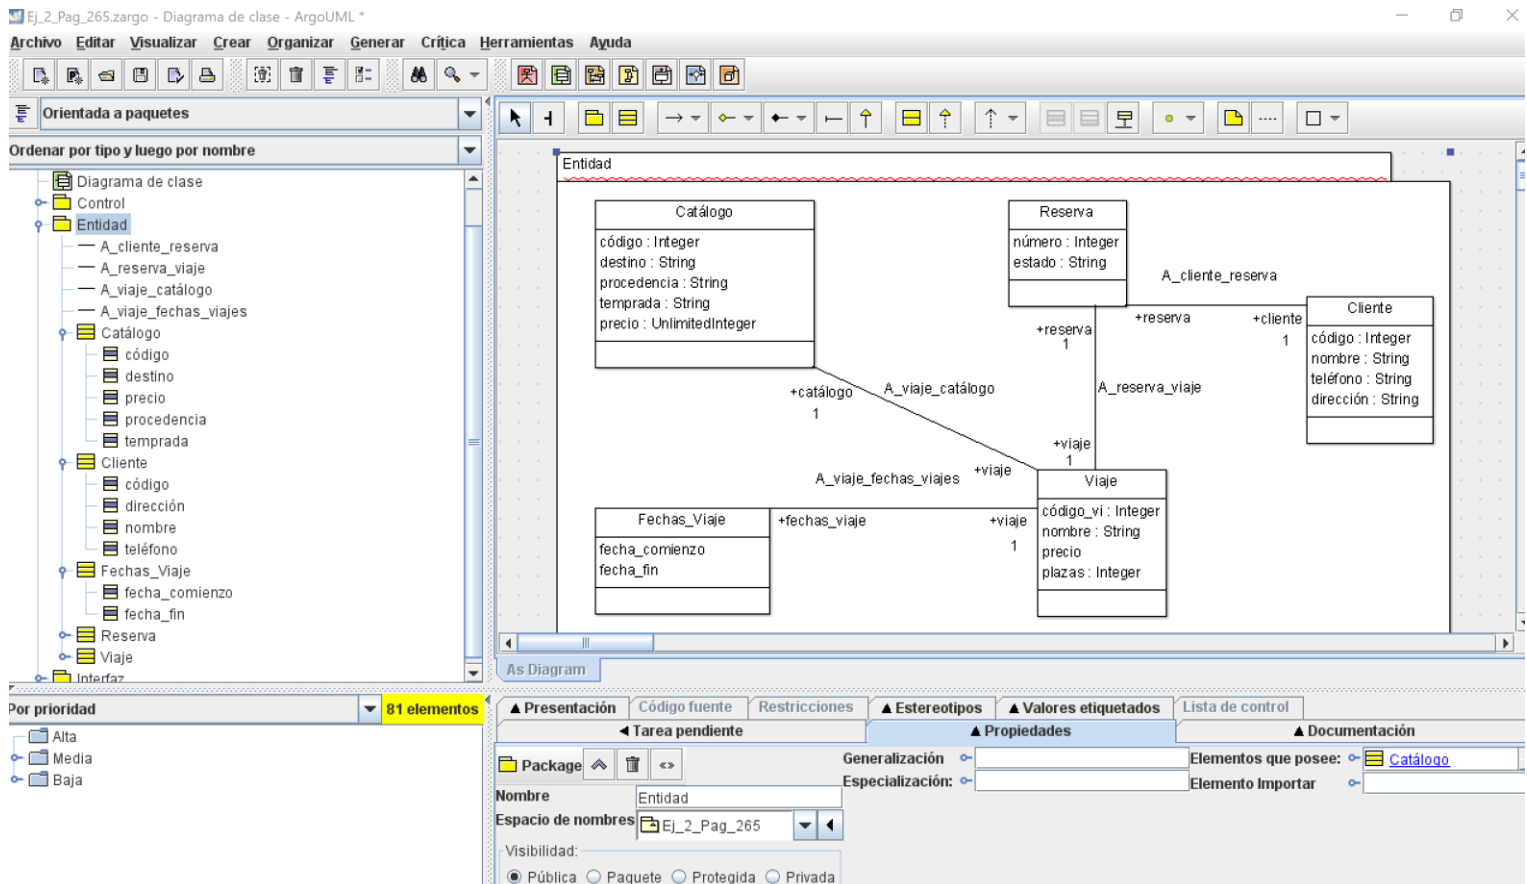 Ej_2_Pag_265.zargo - Diagrama de clase - ArgoUML *
Archivo Editar Visualizar Crear Organizar Generar Crítica Herramientas Ayuda
Orientada a paquetes
Ordenar por tipo y luego por nombre
Diagrama de clase
Control
Entidad
A_cliente_reserva
A_reserva_viaje
A_viaje_catálogo
A_viaje_fechas_viajes
Catálogo
código
destino
precio
procedencia
temprada
Cliente
código
dirección
nombre
teléfono
Fechas_Viaje
fecha_comienzo
fecha_fin
Reserva
Viaje
Interfaz
Entidad
Catálogo
código : Integer
destino : String
procedencia : String
temprada : String
precio : UnlimitedInteger
Reserva
número : Integer
estado : String
A_cliente_reserva
+reserva
+cliente
1
Cliente
código : Integer
nombre : String
teléfono : String
dirección : String
+reserva
1
A_reserva_viaje
+catálogo
1
A_viaje_catálogo
+viaje
1
+viaje
A_viaje_fechas_viajes
Viaje
código_vi : Integer
nombre : String
precio
plazas : Integer
Fechas_Viaje
fecha_comienzo
fecha_fin
+fechas_viaje
+viaje
1
As Diagram
Por prioridad
81 elementos
Alta
Media
Baja
Presentación Código fuente Restricciones Estereotipos Valores etiquetados Lista de control
Tarea pendiente Propiedades Documentación
Package
Nombre Entidad
Espacio de nombres Ej_2_Pag_265
Visibilidad:
Pública Paquete Protegida Privada
Generalización
Especialización:
Elementos que posee: Catálogo
Elemento Importar